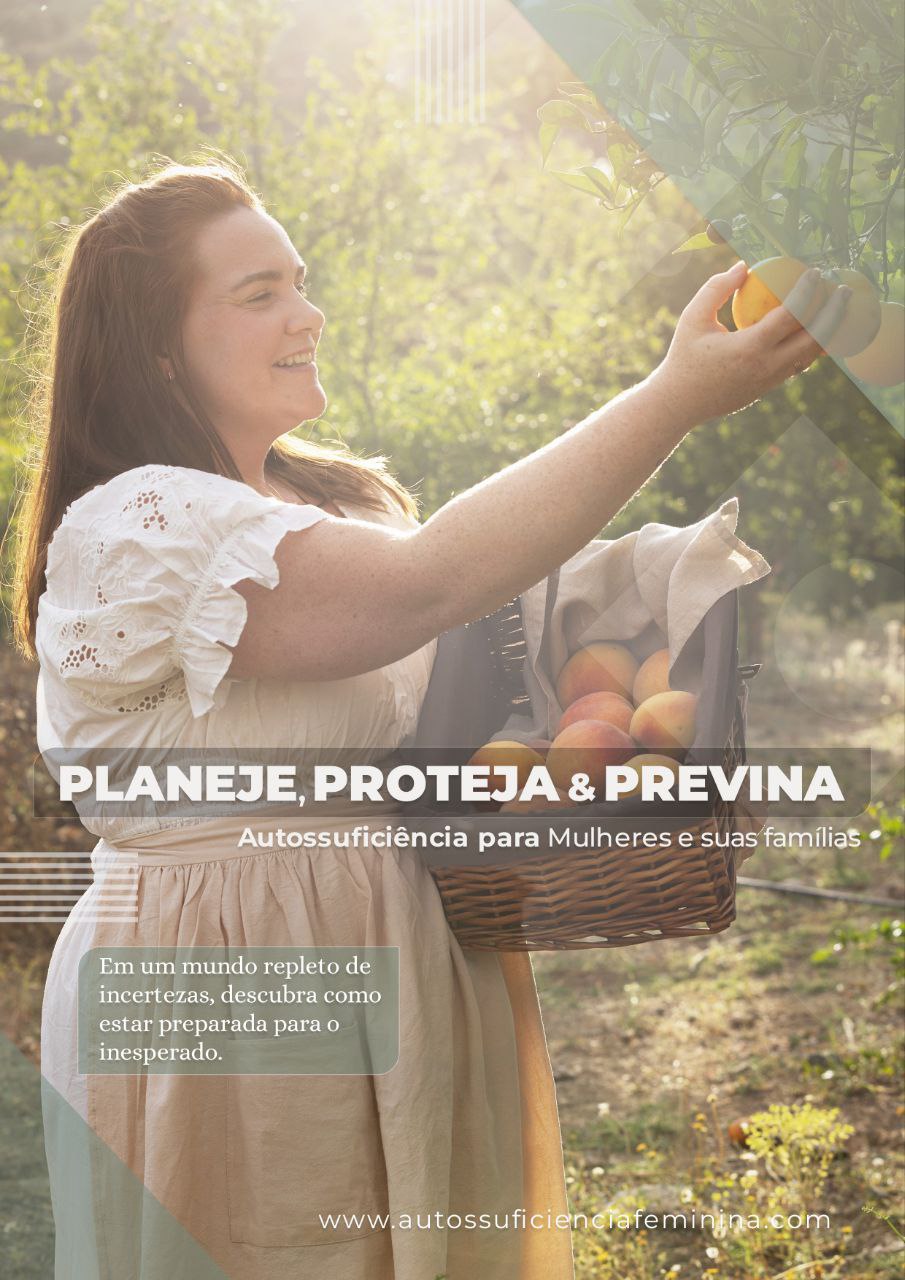 PLANEJE, PROTEJA & PREVINA
Autossuficiência para Mulheres e suas famílias
Em um mundo repleto de
incertezas, descubra como
estar preparada para o
inesperado.
www.autossuficienciafeminina.com